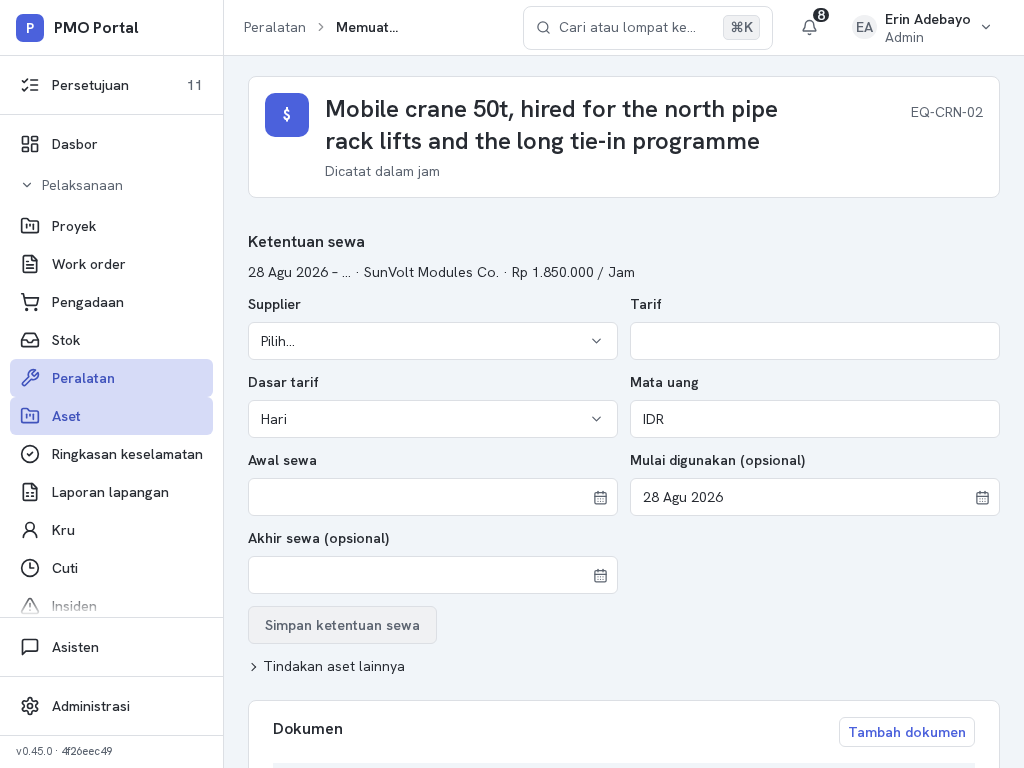 P PMO Portal
Peralatan > Memuat...
Cari atau lompat ke...
⌘K
8
EA
Erin Adebayo
Admin
Persetujuan 11
Dasbor
Pelaksanaan
Proyek
Work order
Pengadaan
Stok
Peralatan
Aset
Ringkasan keselamatan
Laporan lapangan
Kru
Cuti
Insiden
Asisten
Administrasi
v0.45.0 · 4f26eec49
$
Mobile crane 50t, hired for the north pipe
rack lifts and the long tie-in programme
EQ-CRN-02
Dicatat dalam jam
Ketentuan sewa
28 Agu 2026 – ... · SunVolt Modules Co. · Rp 1.850.000 / Jam
Supplier
Pilih...
Tarif
Dasar tarif
Hari
Mata uang
IDR
Awal sewa
Mulai digunakan (opsional)
28 Agu 2026
Akhir sewa (opsional)
Simpan ketentuan sewa
Tindakan aset lainnya
Dokumen
Tambah dokumen